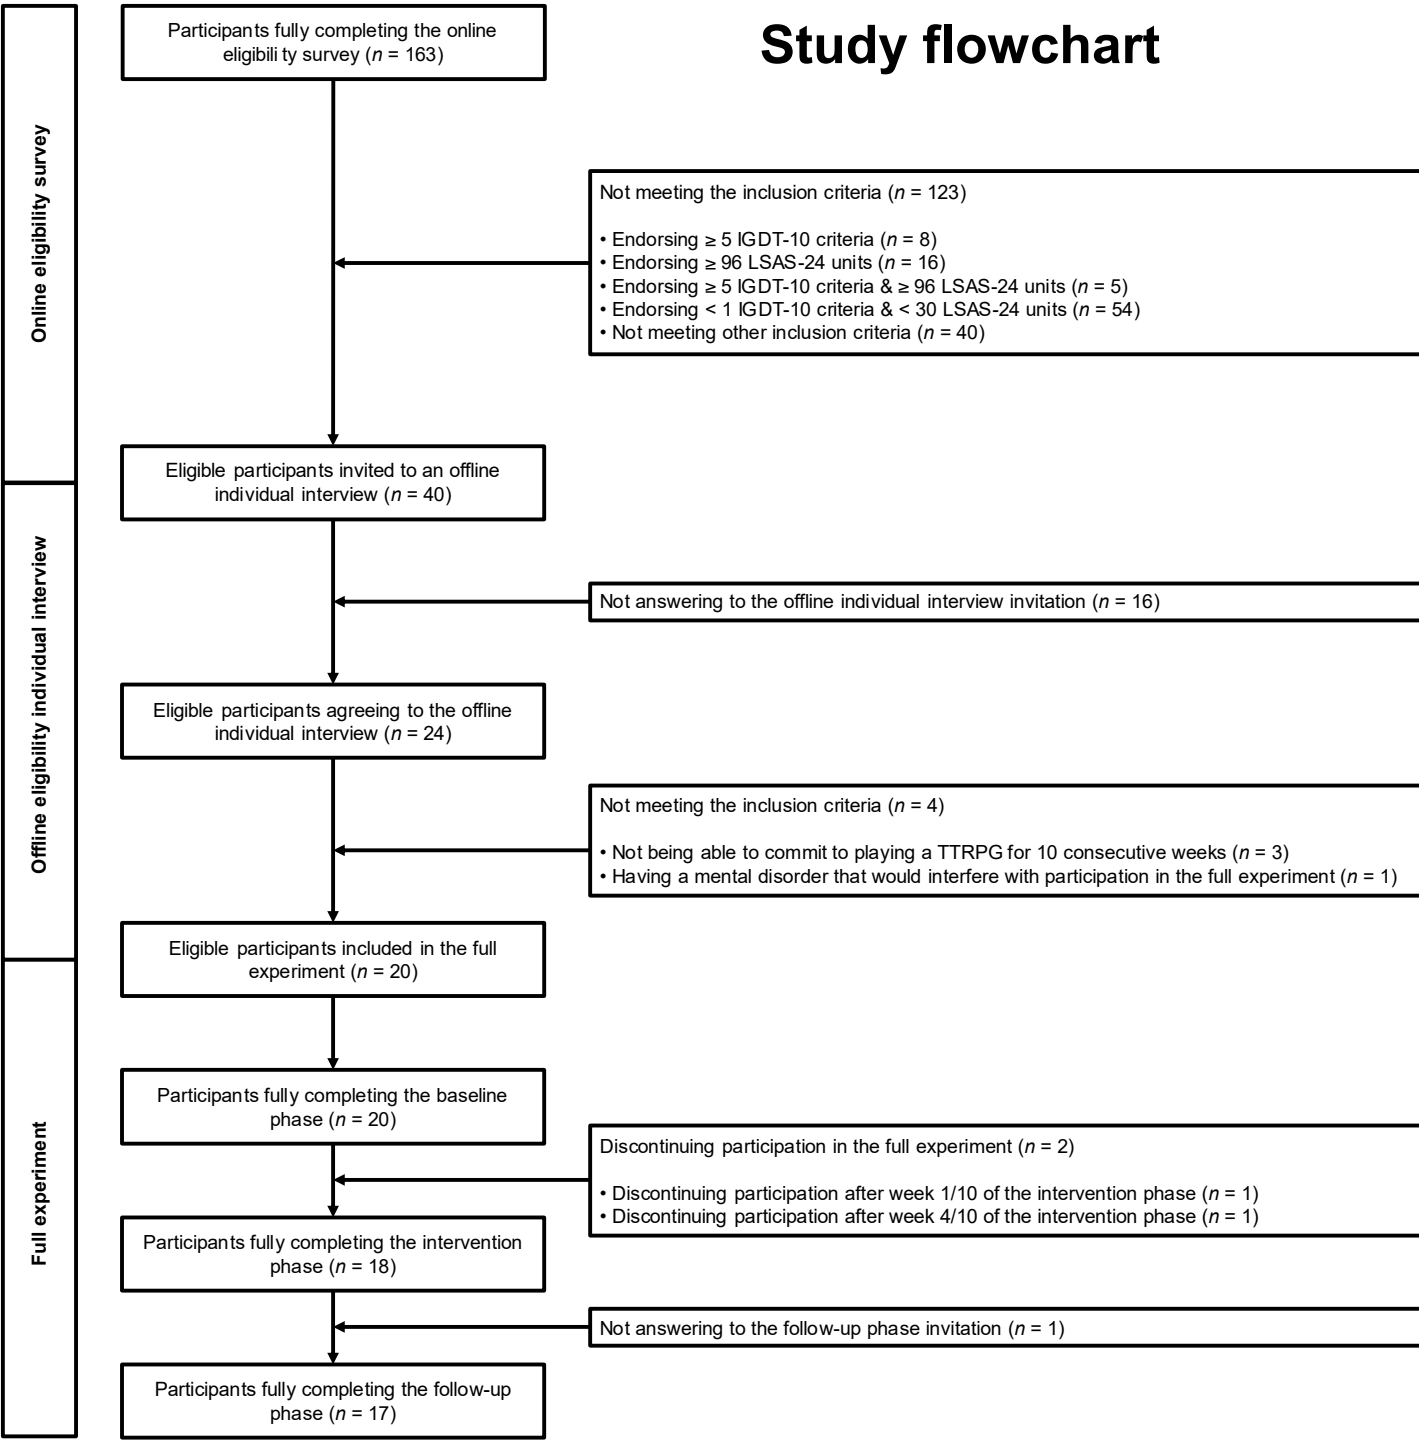 Study flowchart
Online eligibility survey
Participants fully completing the online
eligibility survey (n = 163)
Not meeting the inclusion criteria (n = 123)
• Endorsing ≥ 5 IGDT-10 criteria (n = 8)
• Endorsing ≥ 96 LSAS-24 units (n = 16)
• Endorsing ≥ 5 IGDT-10 criteria & ≥ 96 LSAS-24 units (n = 5)
• Endorsing < 1 IGDT-10 criteria & < 30 LSAS-24 units (n = 54)
• Not meeting other inclusion criteria (n = 40)
Eligible participants invited to an offline
individual interview (n = 40)
Offline eligibility individual interview
Not answering to the offline individual interview invitation (n = 16)
Eligible participants agreeing to the offline
individual interview (n = 24)
Not meeting the inclusion criteria (n = 4)
• Not being able to commit to playing a TTRPG for 10 consecutive weeks (n = 3)
• Having a mental disorder that would interfere with participation in the full experiment (n = 1)
Eligible participants included in the full
experiment (n = 20)
Full experiment
Participants fully completing the baseline
phase (n = 20)
Discontinuing participation in the full experiment (n = 2)
• Discontinuing participation after week 1/10 of the intervention phase (n = 1)
• Discontinuing participation after week 4/10 of the intervention phase (n = 1)
Participants fully completing the intervention
phase (n = 18)
Not answering to the follow-up phase invitation (n = 1)
Participants fully completing the follow-up
phase (n = 17)